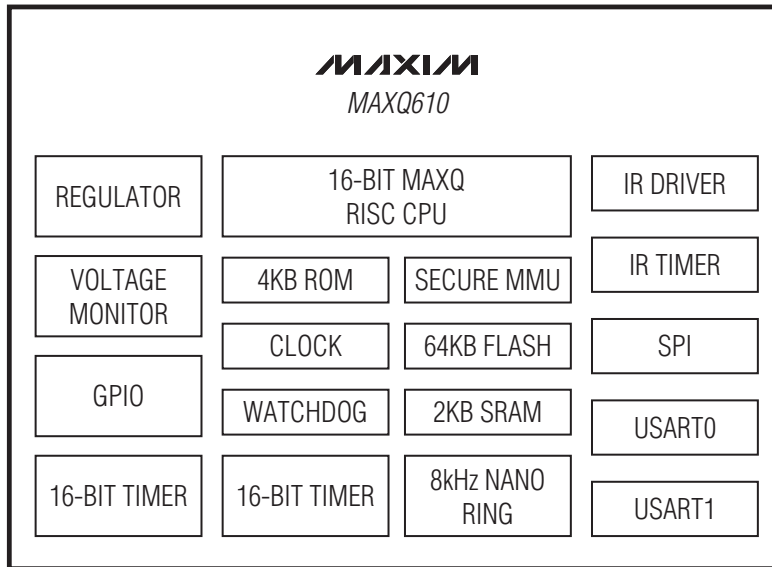 MAXIM
MAXQ610
REGULATOR
16-BIT MAXQ
RISC CPU
IR DRIVER
VOLTAGE
MONITOR
4KB ROM
SECURE MMU
IR TIMER
CLOCK
64KB FLASH
SPI
GPIO
WATCHDOG
2KB SRAM
USART0
16-BIT TIMER
16-BIT TIMER
8kHz NANO
RING
USART1